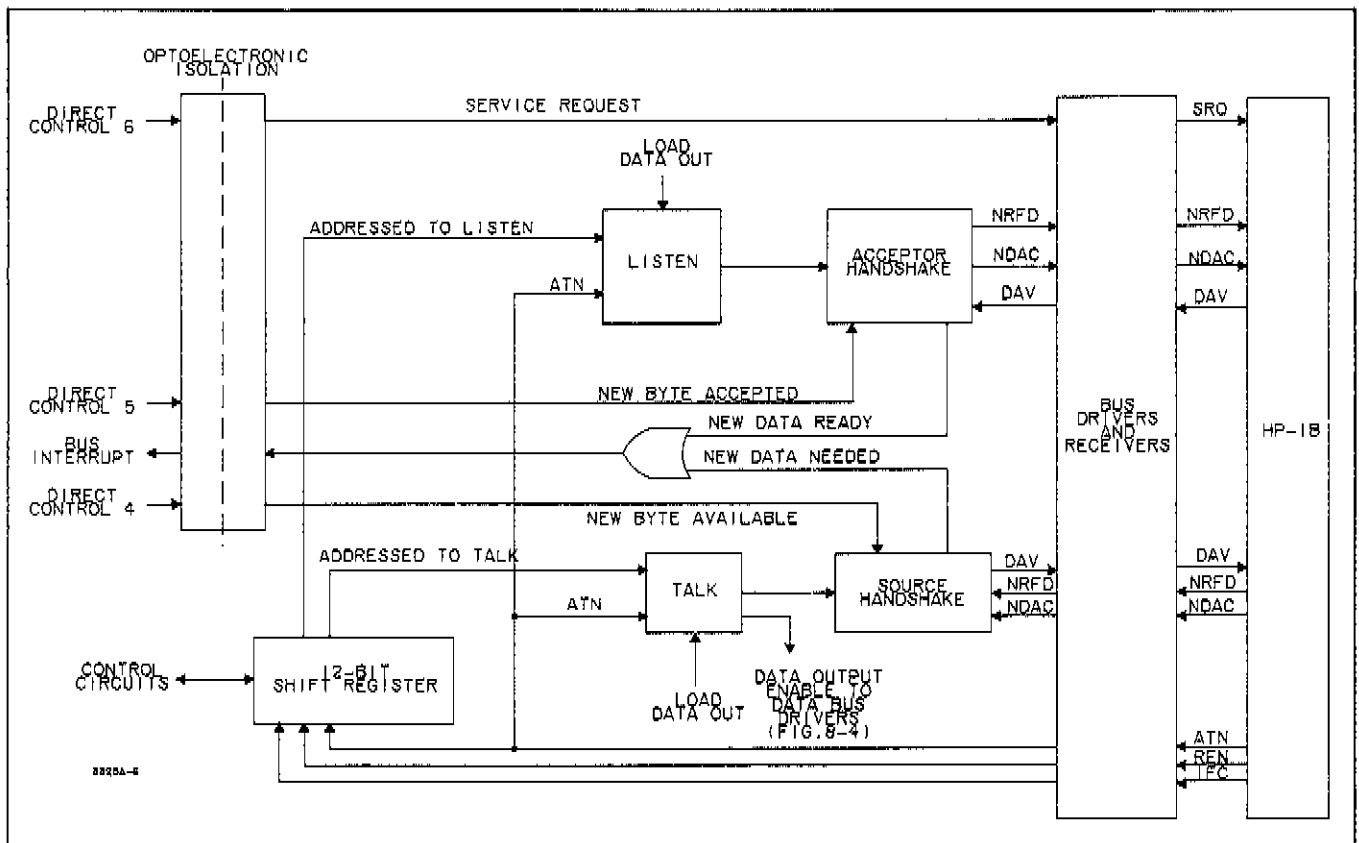 OPTOELECTRONIC
ISOLATION
DIRECT
CONTROL 6
SERVICE REQUEST
SRQ
LOAD
DATA OUT
ADDRESSED TO LISTEN
LISTEN
ATN
ACCEPTOR
HANDSHAKE
NRFD
NDAC
DAV
NRFD
NDAC
DAV
DIRECT
CONTROL 5
NEW BYTE ACCEPTED
BUS
INTERRUPT
NEW DATA READY
NEW DATA NEEDED
BUS
DRIVERS
AND
RECEIVERS
HP-IB
DIRECT
CONTROL 4
NEW BYTE AVAILABLE
ADDRESSED TO TALK
TALK
ATN
SOURCE
HANDSHAKE
DAV
NRFD
NDAC
DAV
NRFD
NDAC
CONTROL
CIRCUITS
12-BIT
SHIFT REGISTER
LOAD
DATA OUT
DATA OUTPUT
ENABLE TO
DATA BUS
DRIVERS
(FIG.8-4)
ATN
REN
IFC